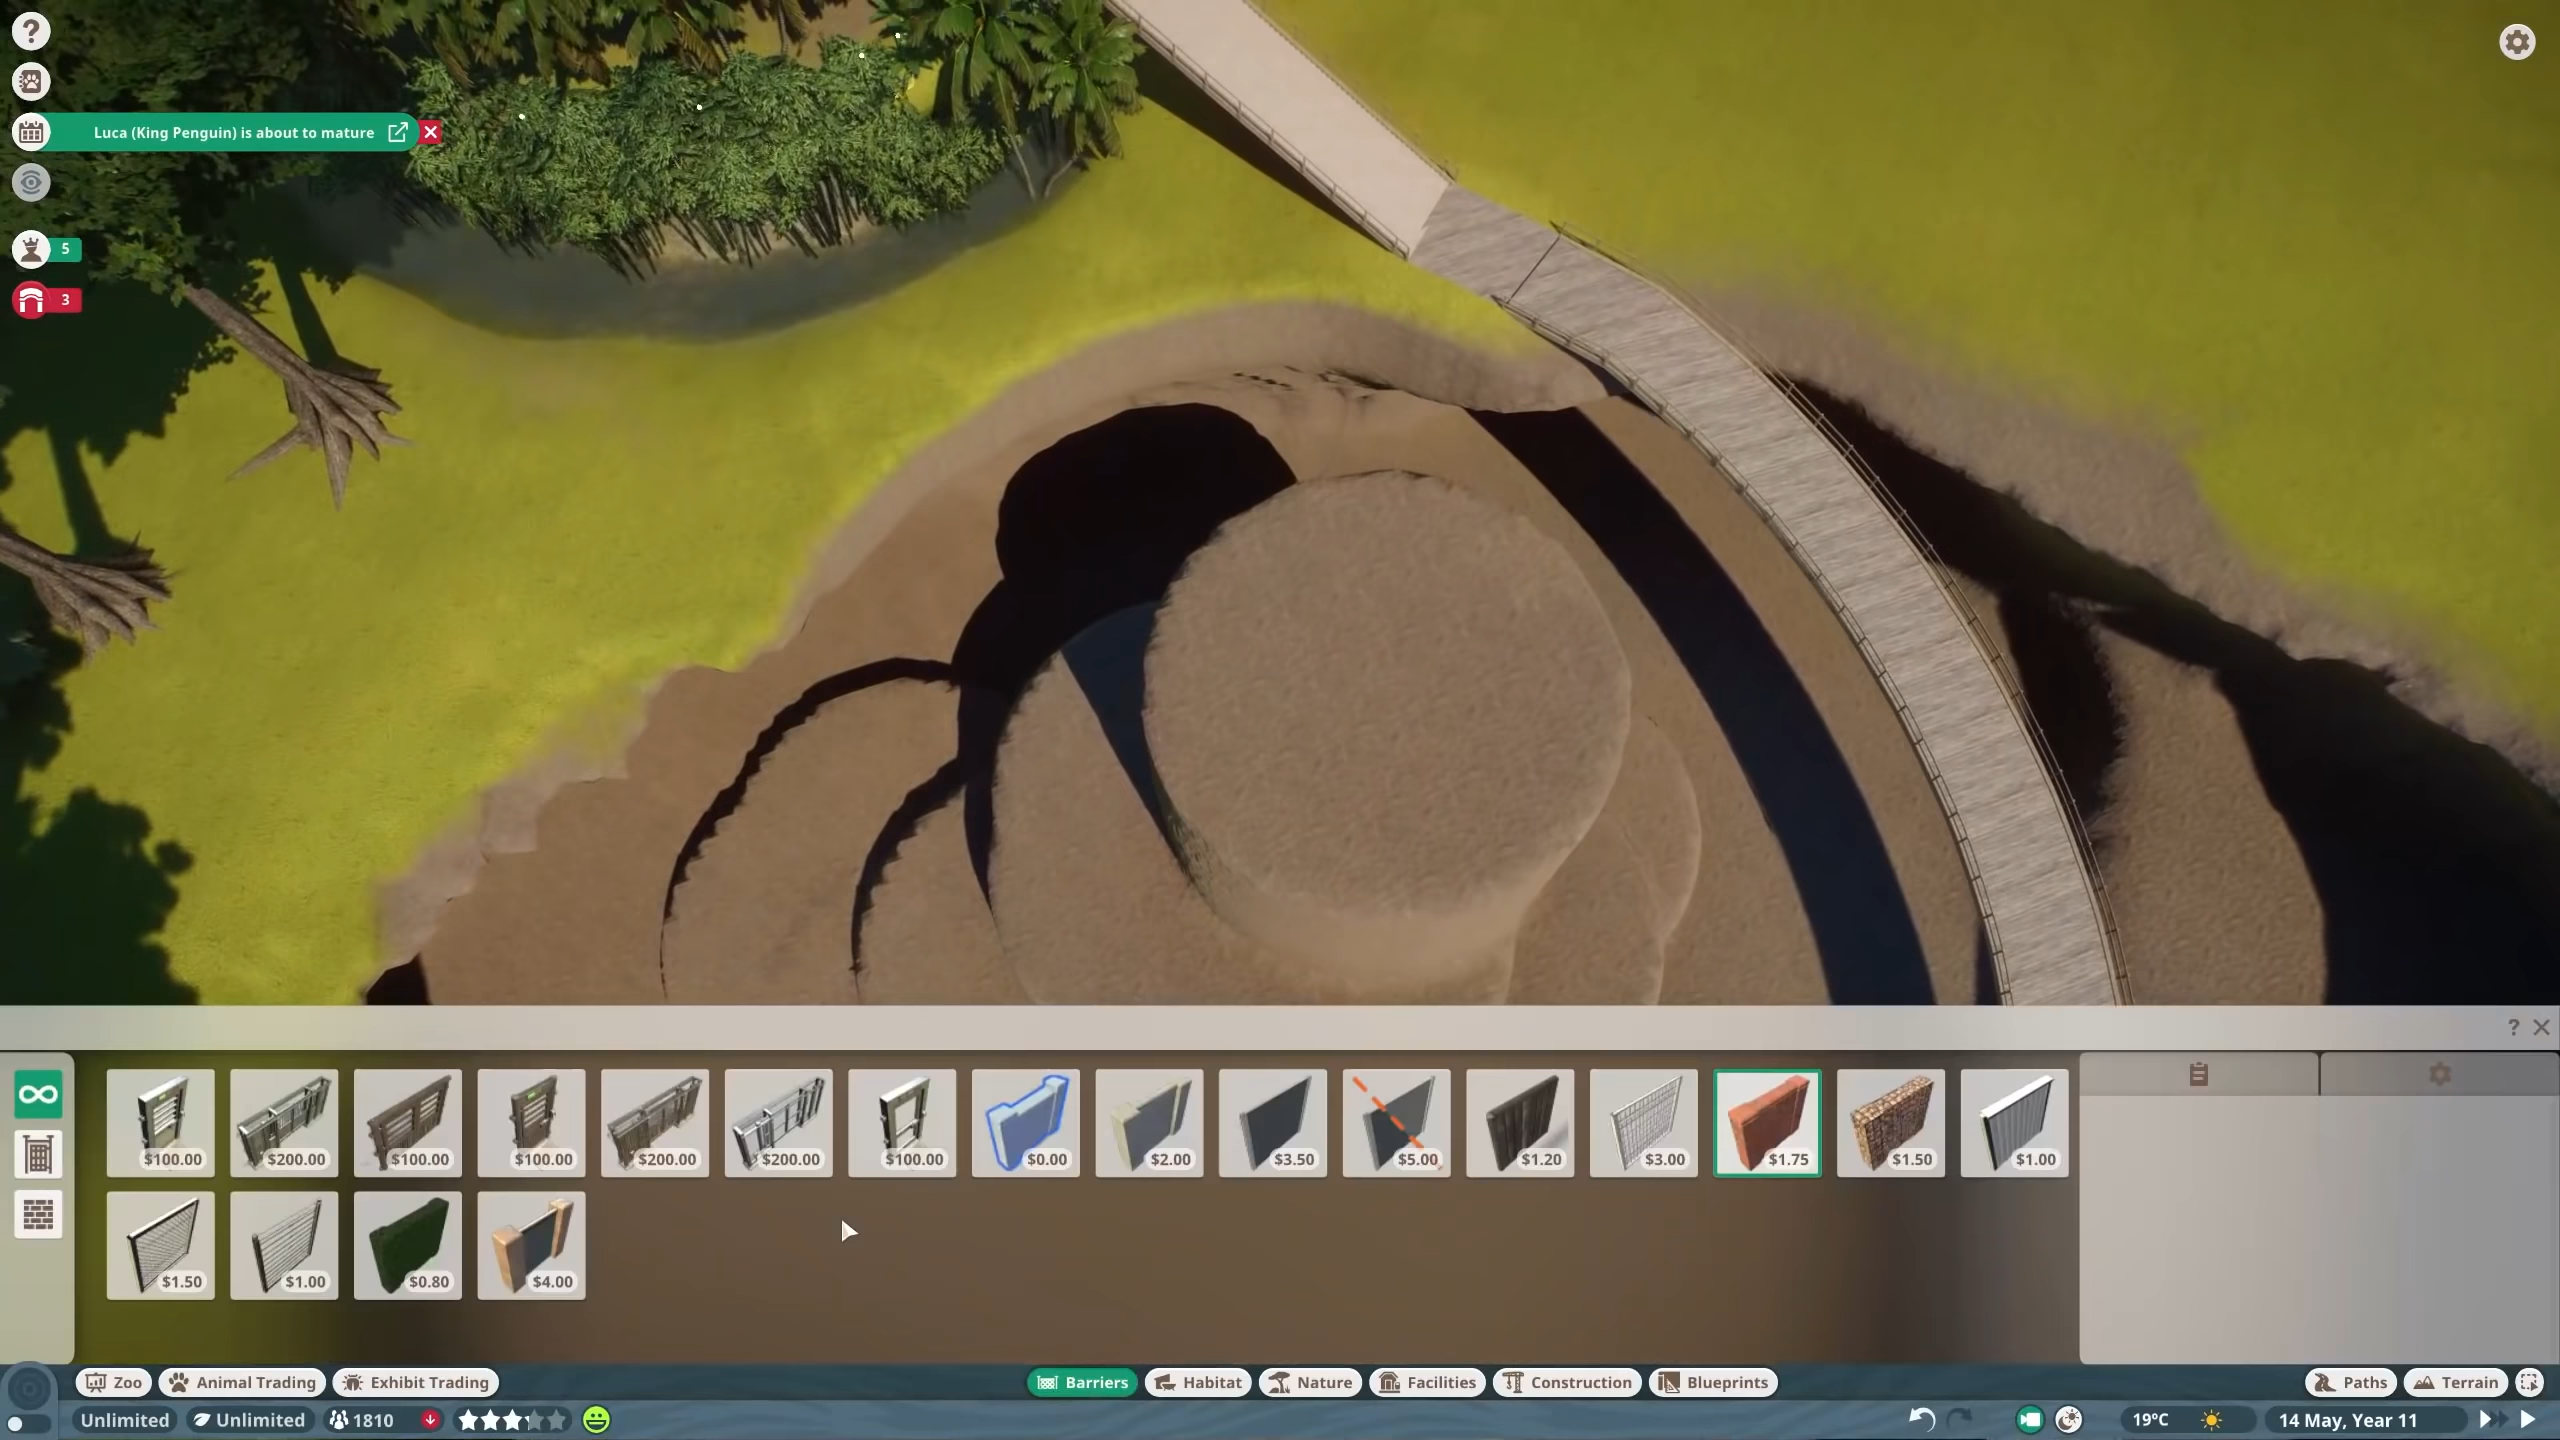 ?
Luca (King Penguin) is about to mature
5
3
?
$100.00 $200.00 $100.00 $100.00 $200.00 $200.00 $100.00 $0.00 $2.00 $3.50 $5.00 $1.20 $3.00 $1.75 $1.50 $1.00
$1.50 $1.00 $0.80 $4.00
Zoo Animal Trading Exhibit Trading Barriers Habitat Nature Facilities Construction Blueprints Paths Terrain
Unlimited Unlimited 1810 19°C 14 May, Year 11